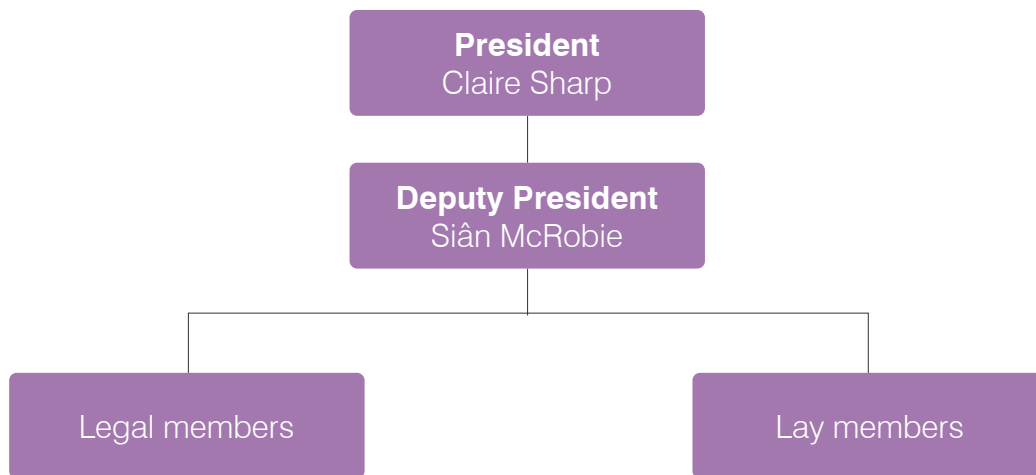 President
Claire Sharp
Deputy President
Siân McRobie
Legal members
Lay members